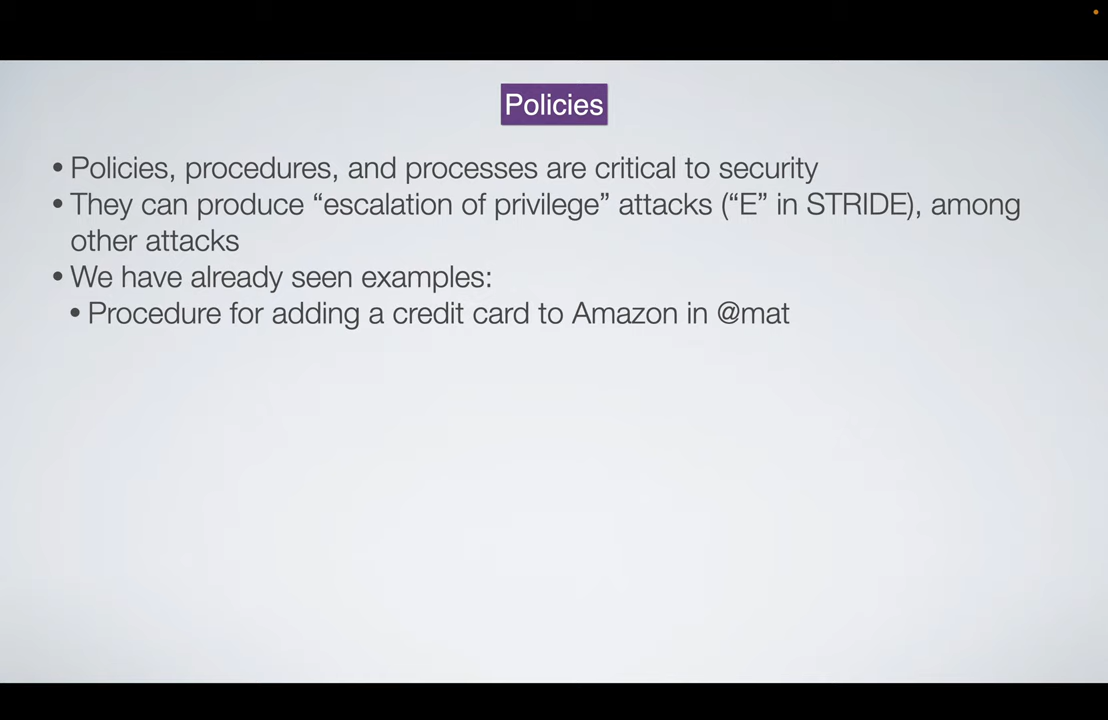 Policies
• Policies, procedures, and processes are critical to security
• They can produce “escalation of privilege” attacks (“E” in STRIDE), among
other attacks
• We have already seen examples:
• Procedure for adding a credit card to Amazon in @mat